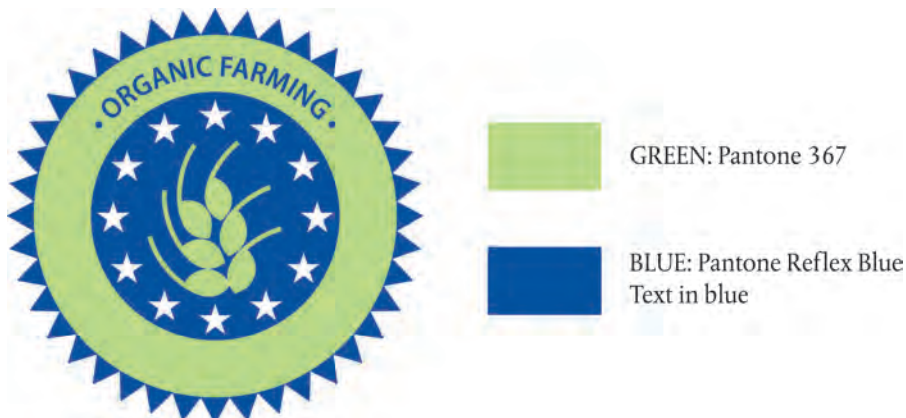 • ORGANIC FARMING •
GREEN: Pantone 367
BLUE: Pantone Reflex Blue
Text in blue